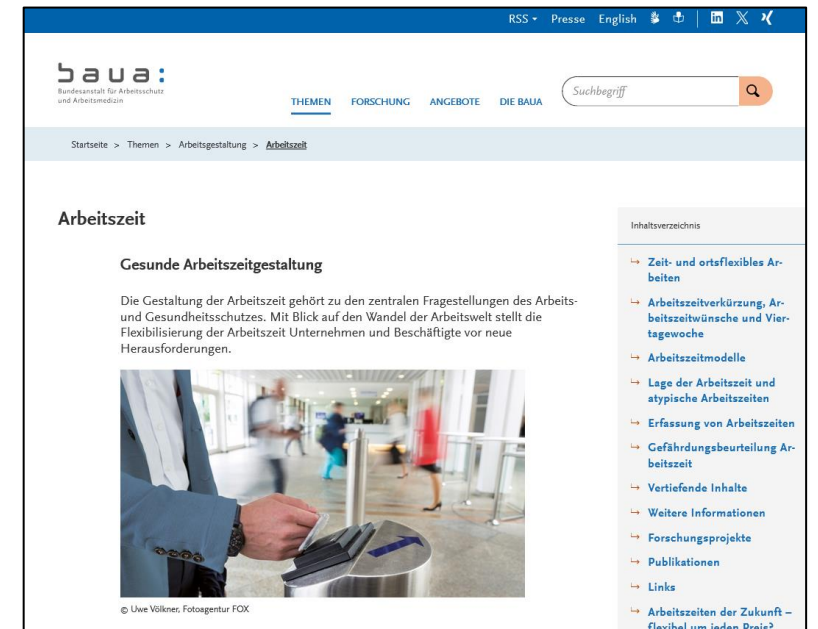 RSS Presse English
baua:
Bundesanstalt für Arbeitsschutz
und Arbeitsmedizin
THEMEN FORSCHUNG ANGEBOTE DIE BAUA
Suchbegriff
Startseite > Themen > Arbeitsgestaltung > Arbeitszeit
Arbeitszeit
Gesunde Arbeitszeitgestaltung
Die Gestaltung der Arbeitszeit gehört zu den zentralen Fragestellungen des Arbeits-
und Gesundheitsschutzes. Mit Blick auf den Wandel der Arbeitswelt stellt die
Flexibilisierung der Arbeitszeit Unternehmen und Beschäftigte vor neue
Herausforderungen.
© Uwe Völkner, Fotoagentur FOX
Inhaltsverzeichnis
Zeit- und ortsflexibles Ar-
beiten
Arbeitszeitverkürzung, Ar-
beitszeitwünsche und Vier-
tagewoche
Arbeitszeitmodelle
Lage der Arbeitszeit und
atypische Arbeitszeiten
Erfassung von Arbeitszeiten
Gefährdungsbeurteilung Ar-
beitszeit
Vertiefende Inhalte
Weitere Informationen
Forschungsprojekte
Publikationen
Links
Arbeitszeiten der Zukunft –
flexibel um jeden Preis?